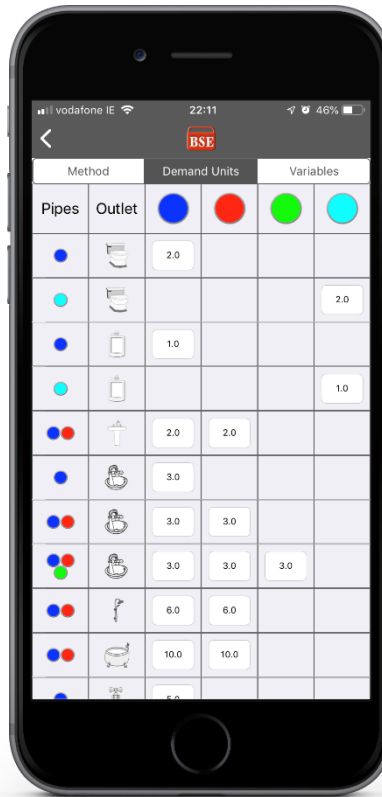 vodafone IE 22:11 46%
BSE
Method Demand Units Variables
Pipes Outlet
2.0
2.0
1.0
1.0
2.0 2.0
3.0
3.0 3.0
3.0 3.0 3.0
6.0 6.0
10.0 10.0